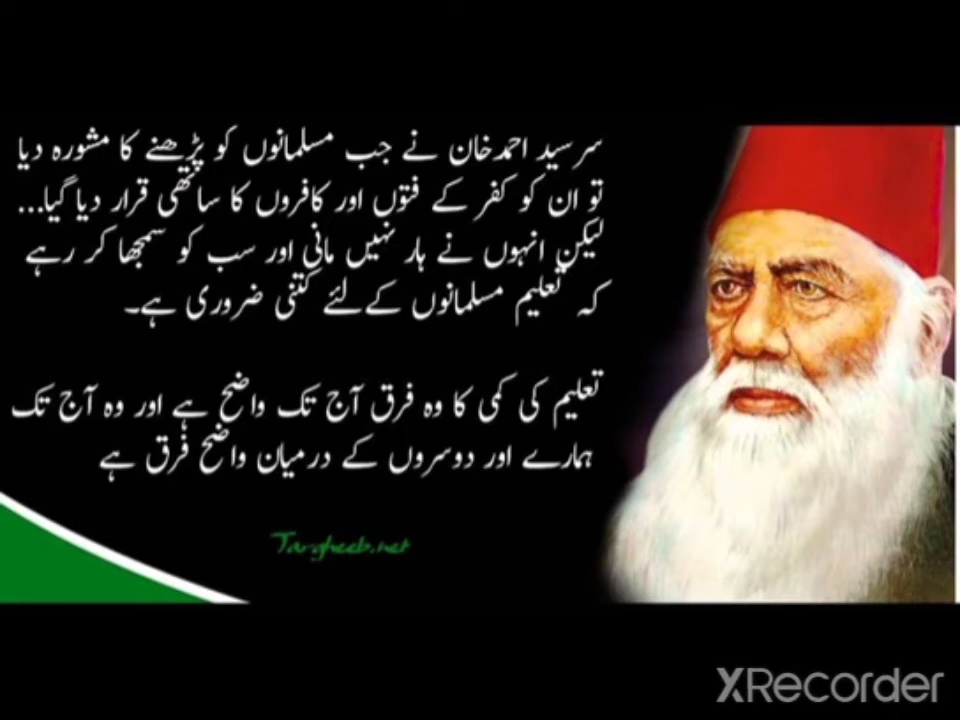 سر سید احمد خان نے جب مسلمانوں کو پڑھنے کا مشورہ دیا
تو ان کو کفر کے فتوں اور کافروں کا ساتھی قرار دیا گیا...
لیکن انہوں نے ہار نہیں مانی اور سب کو سمجھا کر رہے
کہ تعلیم مسلمانوں کے لئے کتنی ضروری ہے۔
تعلیم کی کمی کا وہ فرق آج تک واضح ہے اور وہ آج تک
ہمارے اور دوسروں کے درمیان واضح فرق ہے
Targheeb.net
XRecorder